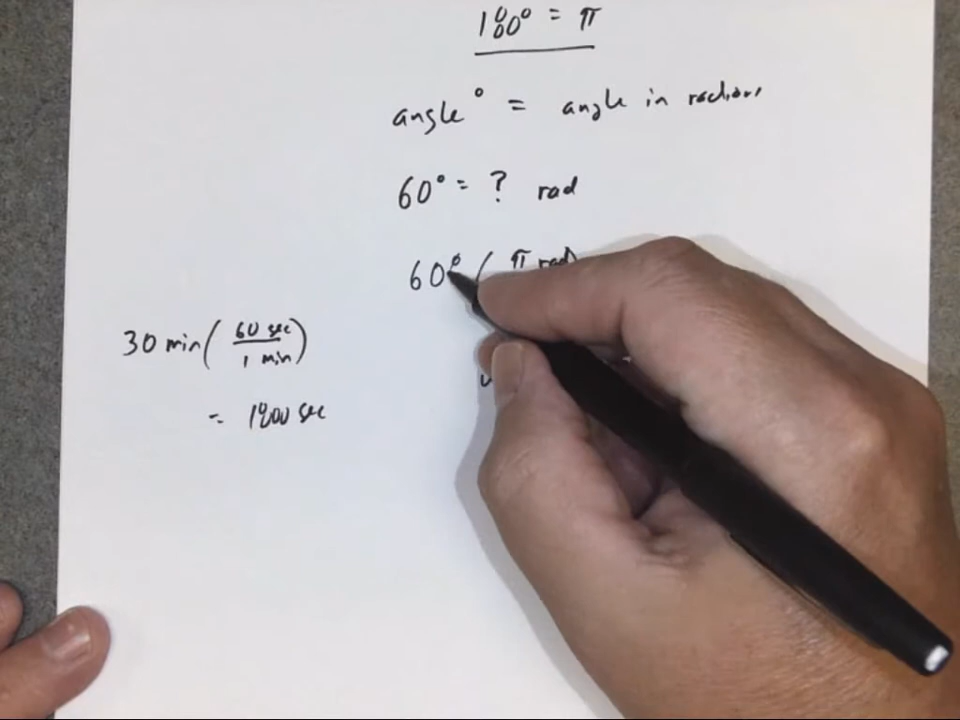 180° = π
angle° = angle in radians
60° = ? rad
60° ( π rad
30 min ( 60 sec / 1 min )
= 1800 sec